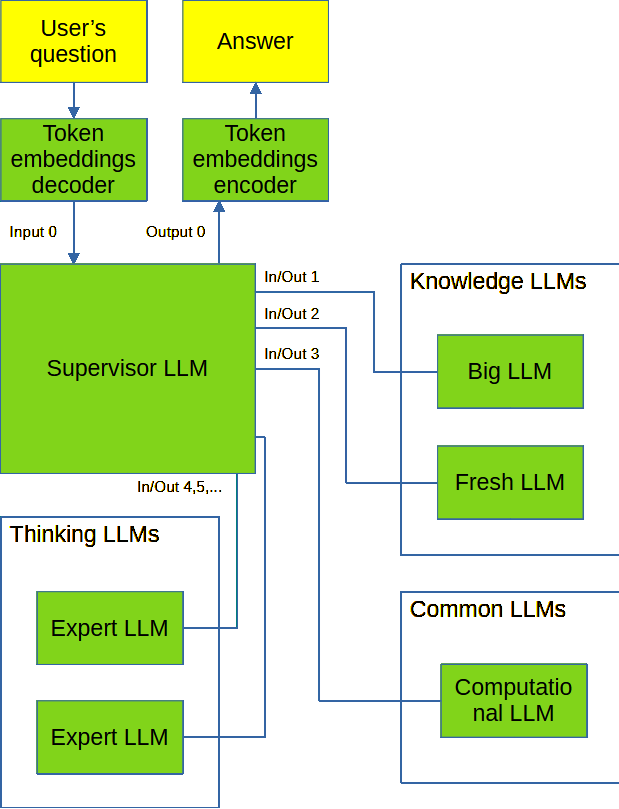 User’s
question
Answer
Token
embeddings
decoder
Token
embeddings
encoder
Input 0
Output 0
In/Out 1
In/Out 2
In/Out 3
Supervisor LLM
In/Out 4,5,...
Knowledge LLMs
Big LLM
Fresh LLM
Thinking LLMs
Expert LLM
Expert LLM
Common LLMs
Computatio
nal LLM